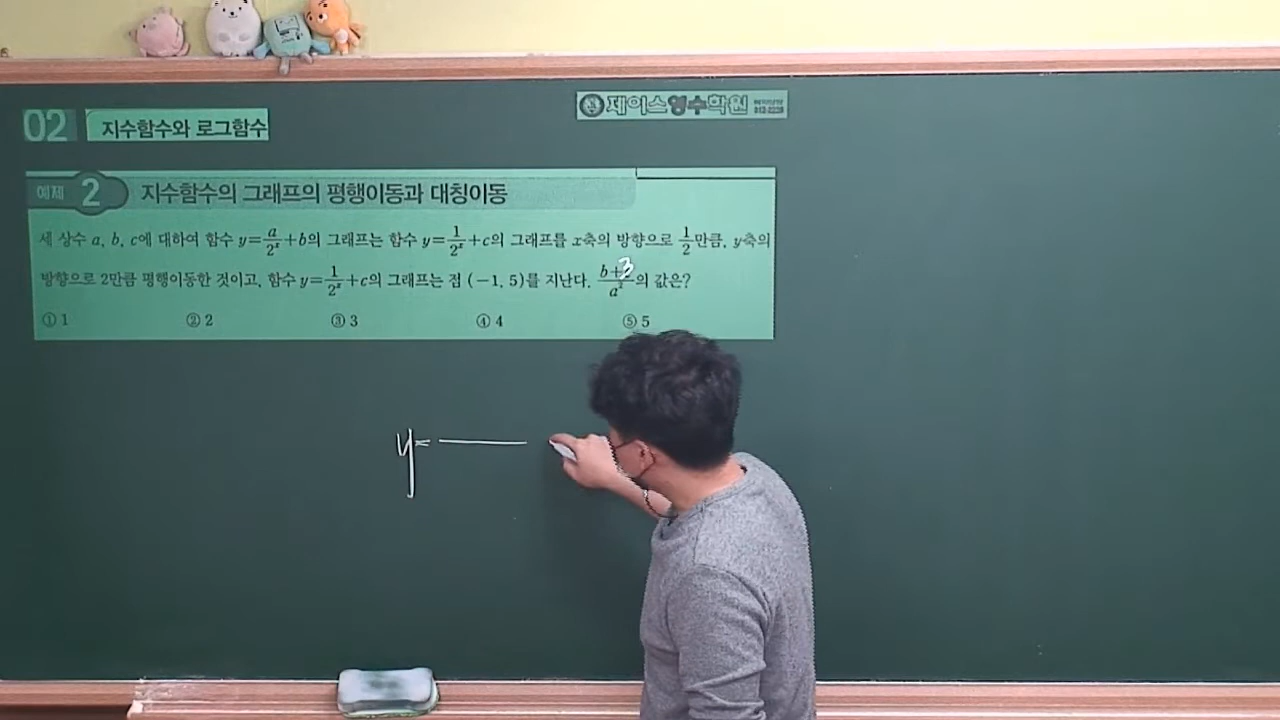 제이스영수학원
02 지수함수와 로그함수
예제 2 지수함수의 그래프의 평행이동과 대칭이동
세 상수 a, b, c에 대하여 함수 y=a/2^x+b의 그래프는 함수 y=1/2^x+c의 그래프를 x축의 방향으로 1/2만큼, y축의
방향으로 2만큼 평행이동한 것이고, 함수 y=1/2^x+c의 그래프는 점 (-1, 5)를 지난다. (b+3)/a^2의 값은?
① 1 ② 2 ③ 3 ④ 4 ⑤ 5
y=